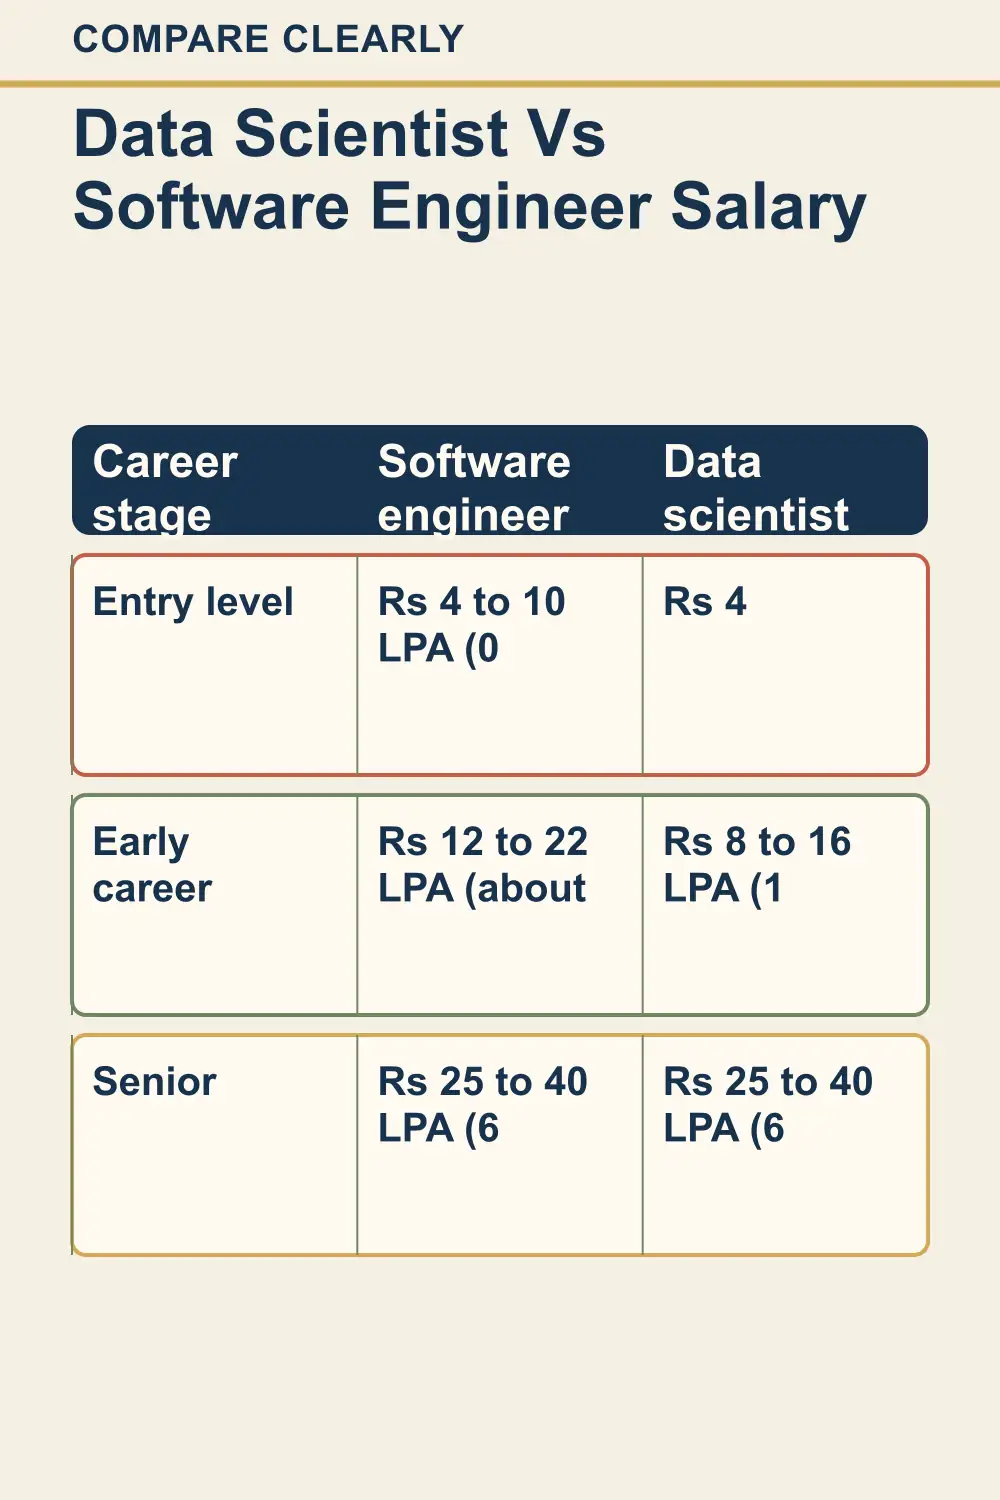 COMPARE CLEARLY
Data Scientist Vs
Software Engineer Salary
Career
stage
Software
engineer
Data
scientist
Entry level
Rs 4 to 10
LPA (0
Rs 4
Early
career
Rs 12 to 22
LPA (about
Rs 8 to 16
LPA (1
Senior
Rs 25 to 40
LPA (6
Rs 25 to 40
LPA (6